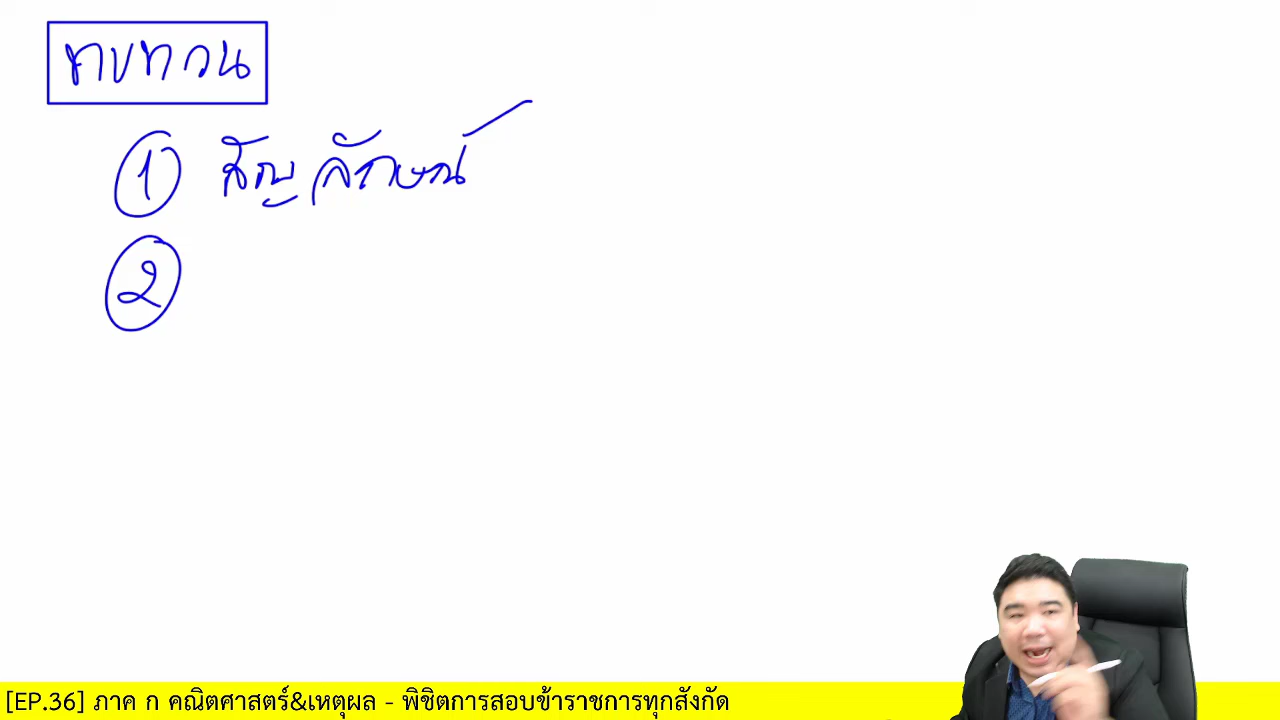 ทบทวน
① สัญลักษณ์
②
[EP.36] ภาค ก คณิตศาสตร์&เหตุผล - พิชิตการสอบข้าราชการทุกสังกัด